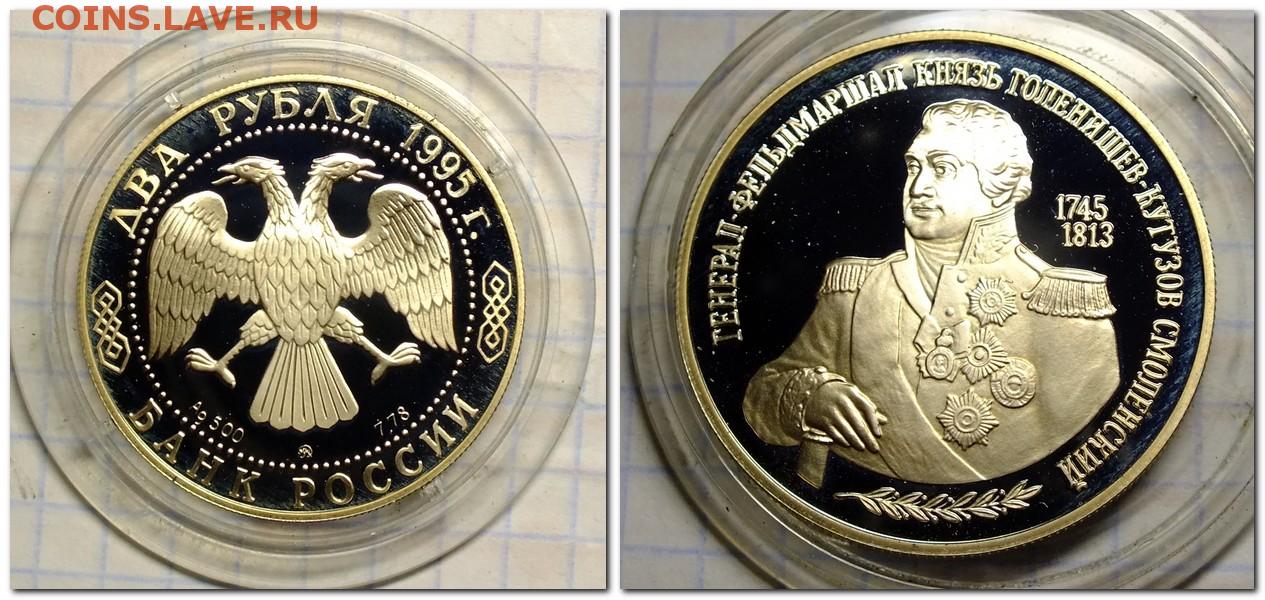 COINS.LAVE.RU
ДВА РУБЛЯ 1995 г.
Ag 500
7.78
БАНК РОССИИ
ГЕНЕРАЛ-ФЕЛЬДМАРШАЛ КНЯЗЬ ГОЛЕНИЩЕВ-КУТУЗОВ СМОЛЕНСКИЙ
1745
1813